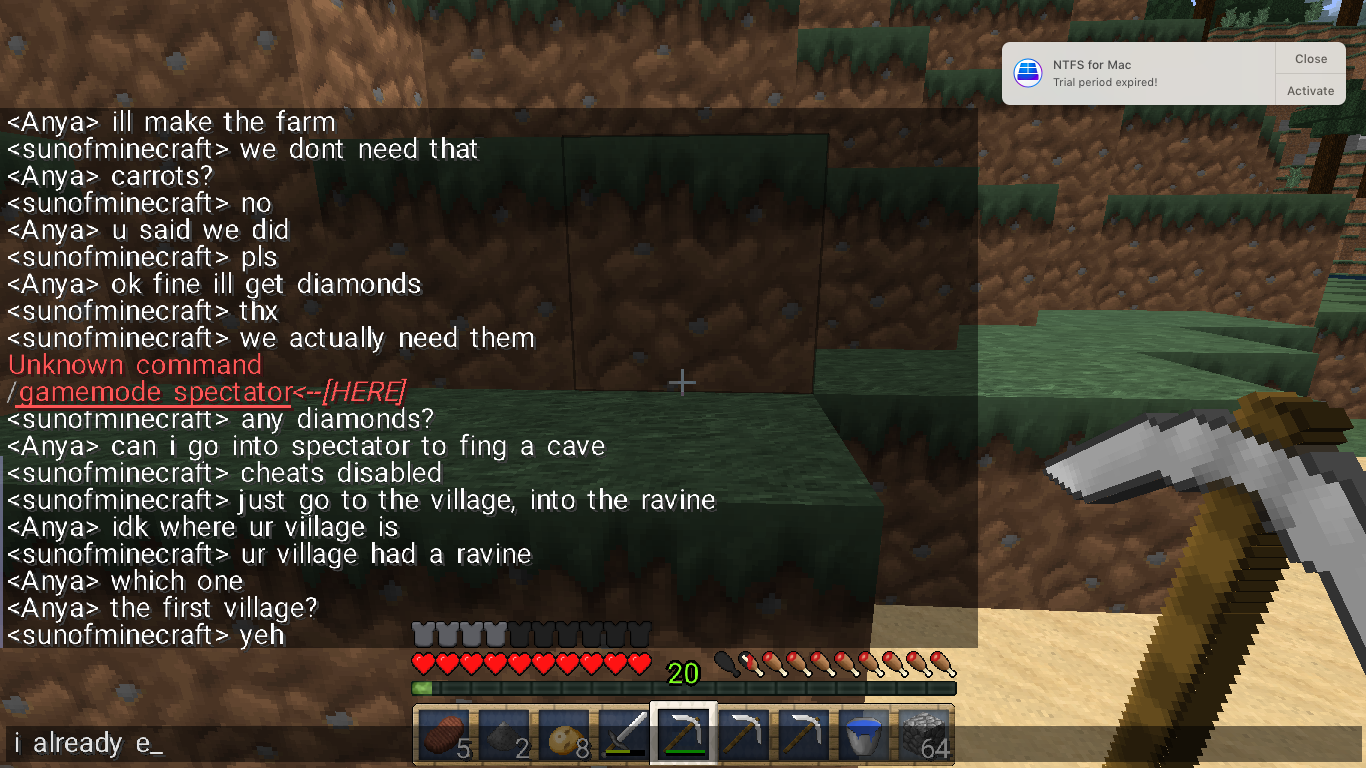 NTFS for Mac
Trial period expired!
Close
Activate
<Anya> ill make the farm
<sunofminecraft> we dont need that
<Anya> carrots?
<sunofminecraft> no
<Anya> u said we did
<sunofminecraft> pls
<Anya> ok fine ill get diamonds
<sunofminecraft> thx
<sunofminecraft> we actually need them
Unknown command
/gamemode spectator<--[HERE]
<sunofminecraft> any diamonds?
<Anya> can i go into spectator to fing a cave
<sunofminecraft> cheats disabled
<sunofminecraft> just go to the village, into the ravine
<Anya> idk where ur village is
<sunofminecraft> ur village had a ravine
<Anya> which one
<Anya> the first village?
<sunofminecraft> yeh
20
5 2 8 64
i already e_